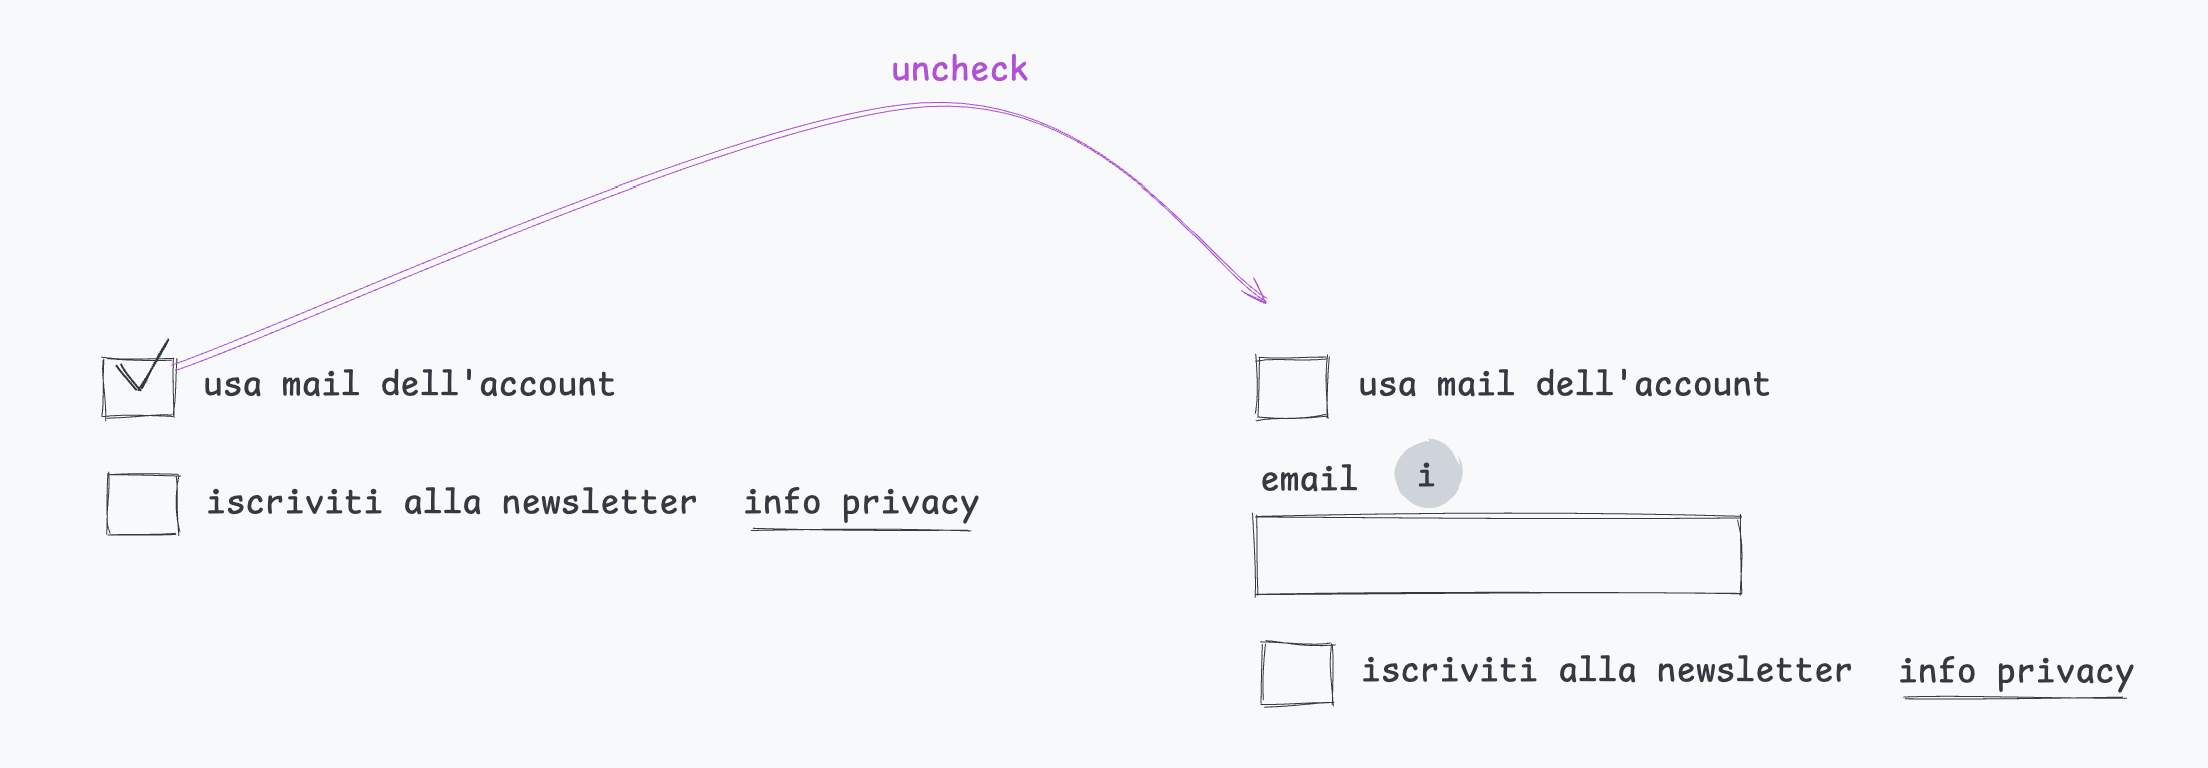 uncheck
usa mail dell'account
iscriviti alla newsletter info privacy
usa mail dell'account
email i
iscriviti alla newsletter info privacy